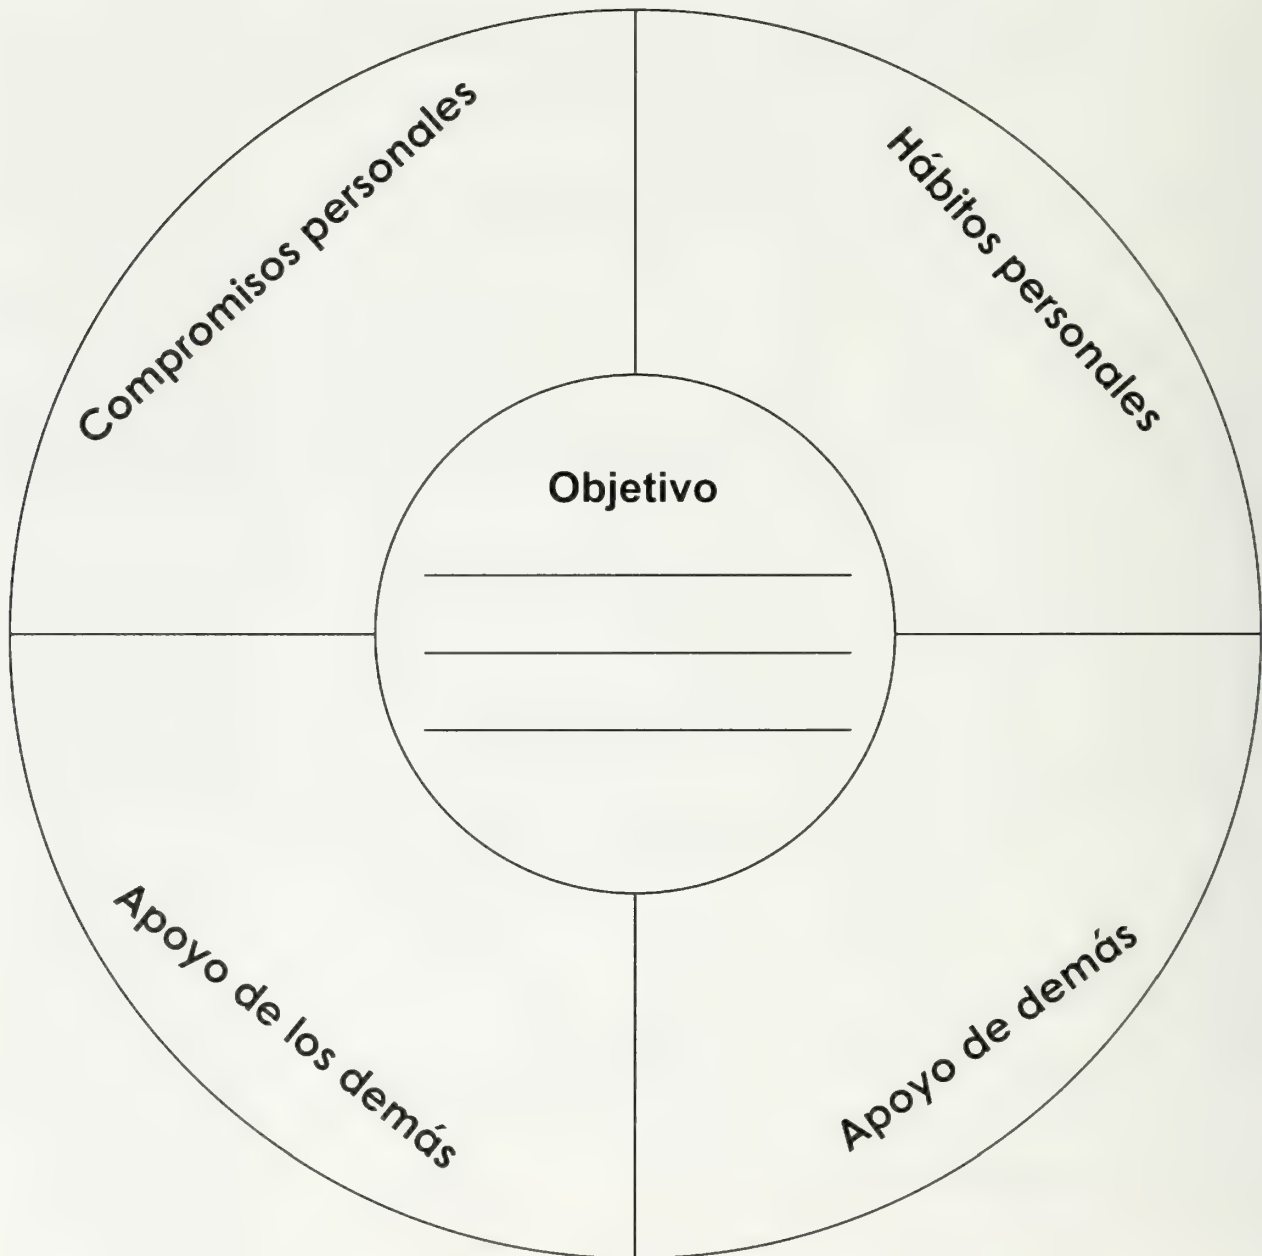 Compromisos personales
Hábitos personales
Objetivo
Apoyo de los demás
Apoyo de demás